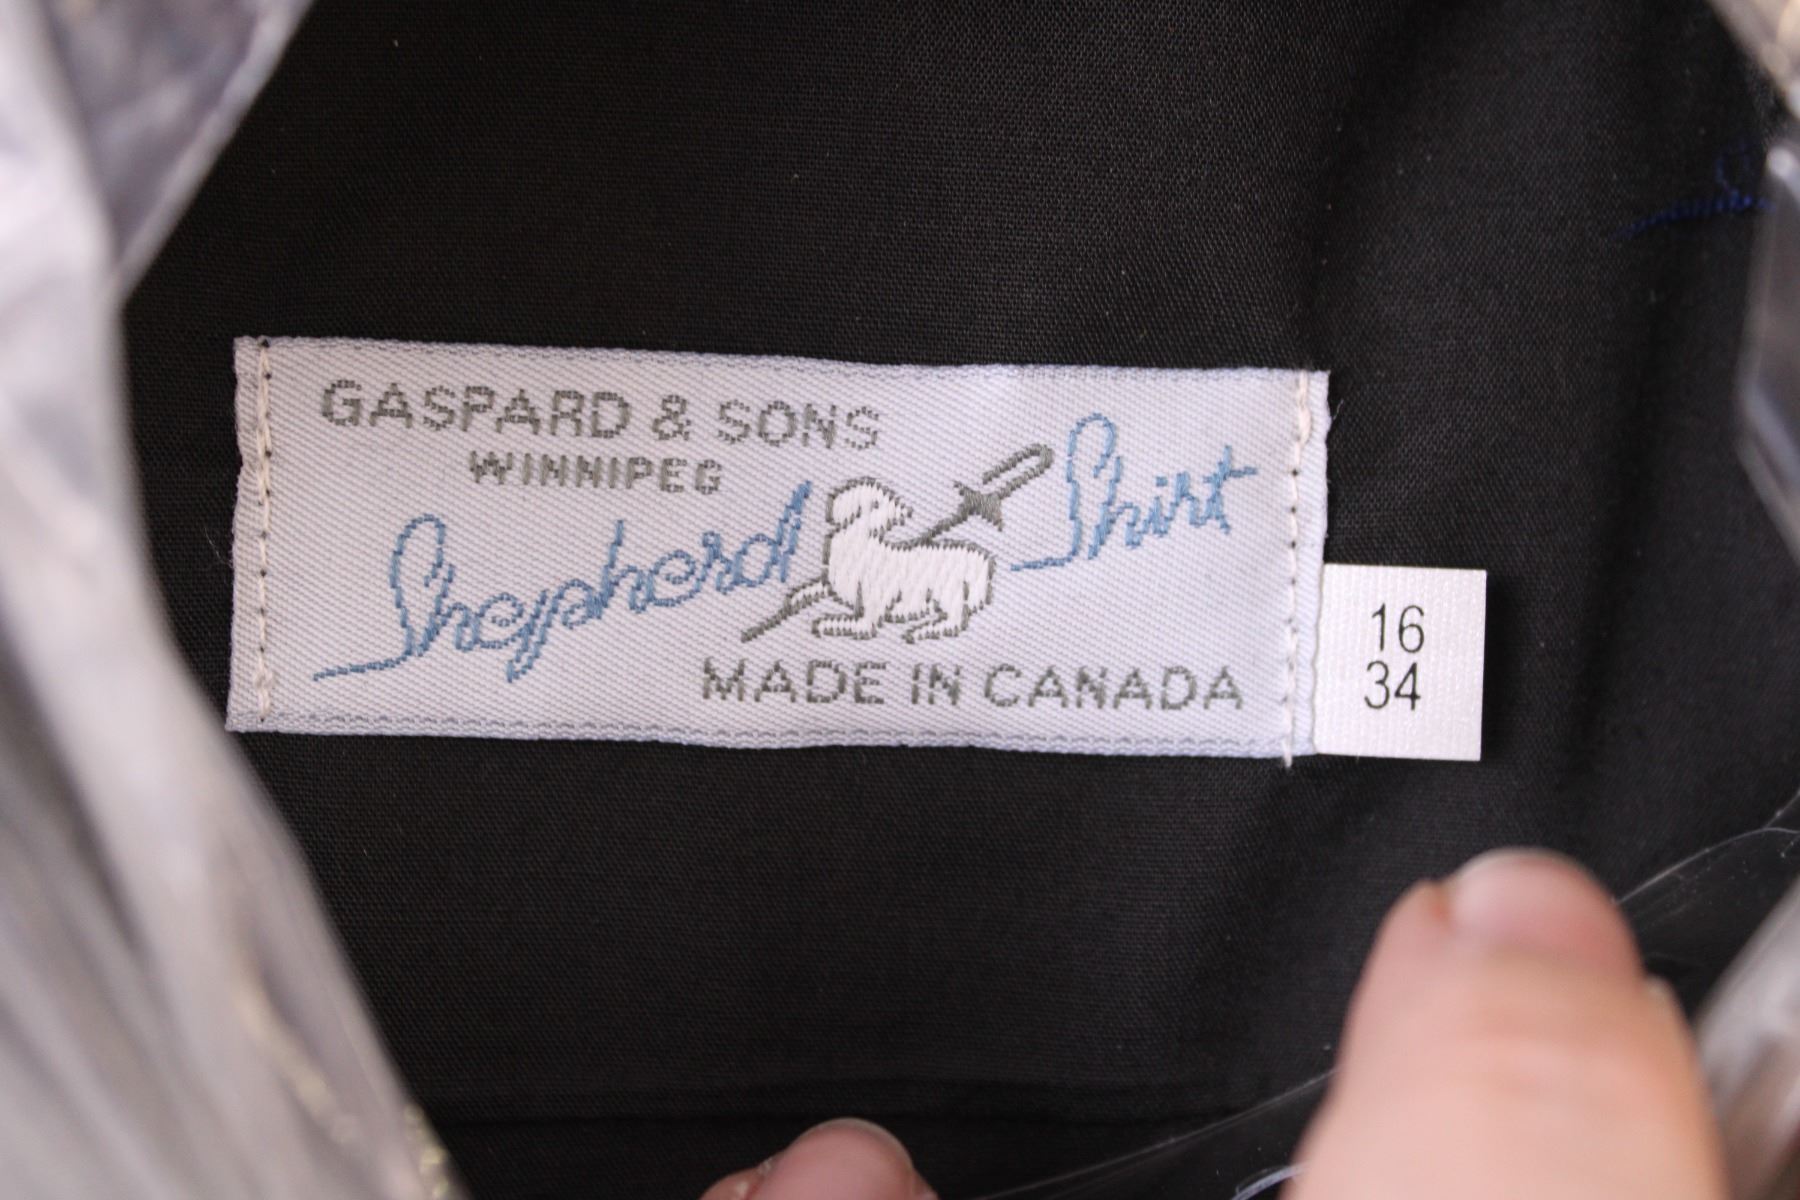 GASPARD & SONS
WINNIPEG
Shepherd Shirt
MADE IN CANADA
16
34